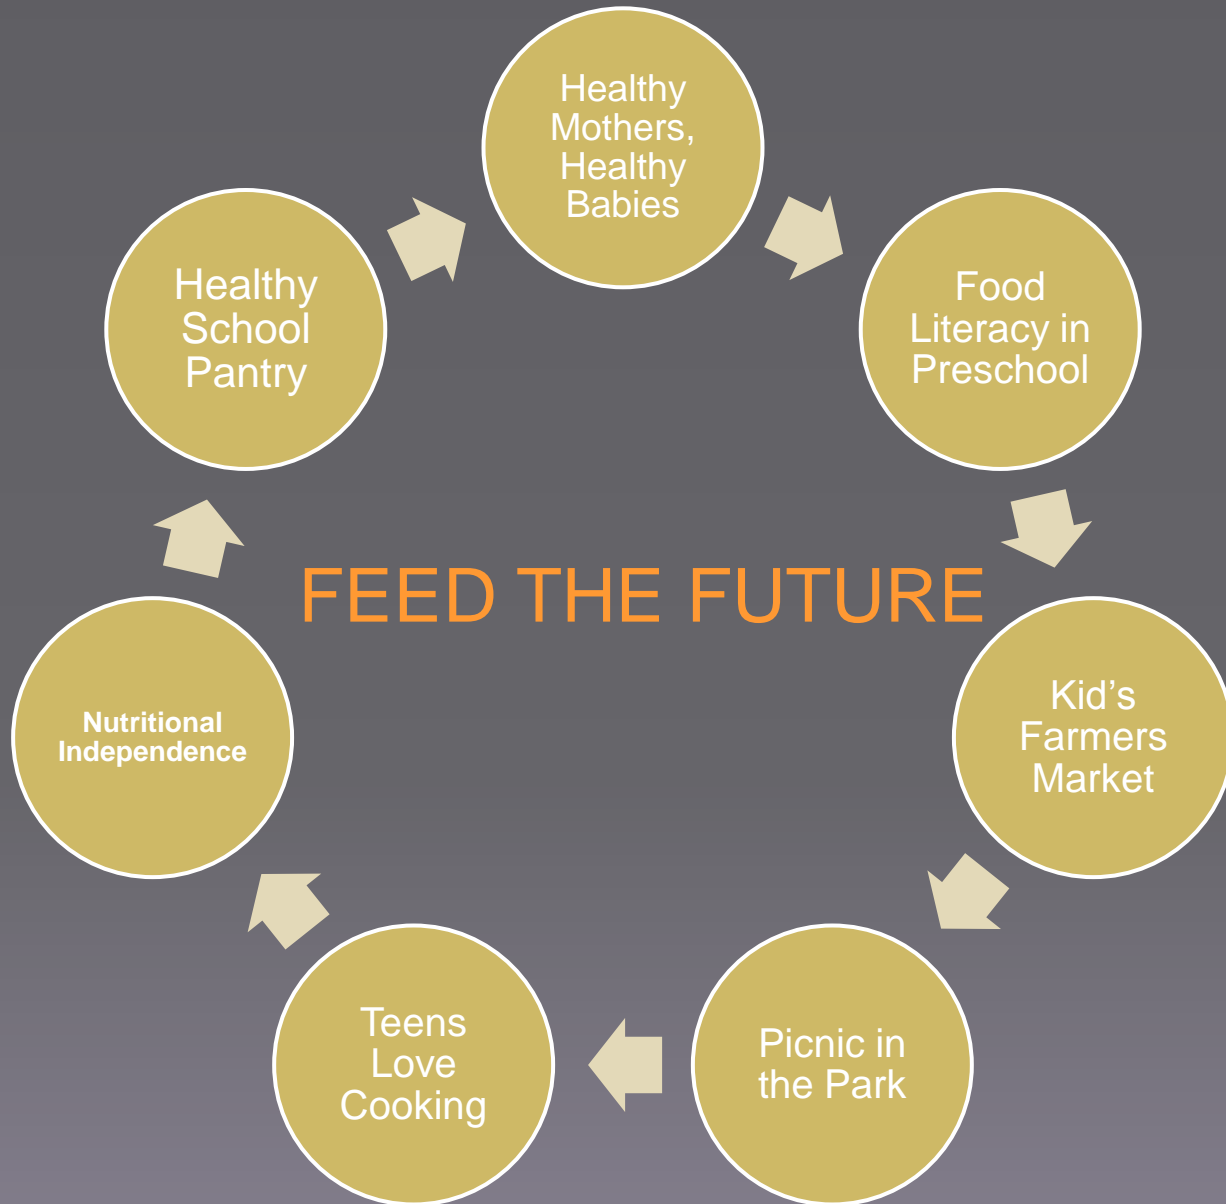 Healthy
Mothers,
Healthy
Babies
Food
Literacy in
Preschool
Kid’s
Farmers
Market
Picnic in
the Park
Teens
Love
Cooking
Nutritional
Independence
Healthy
School
Pantry
FEED THE FUTURE